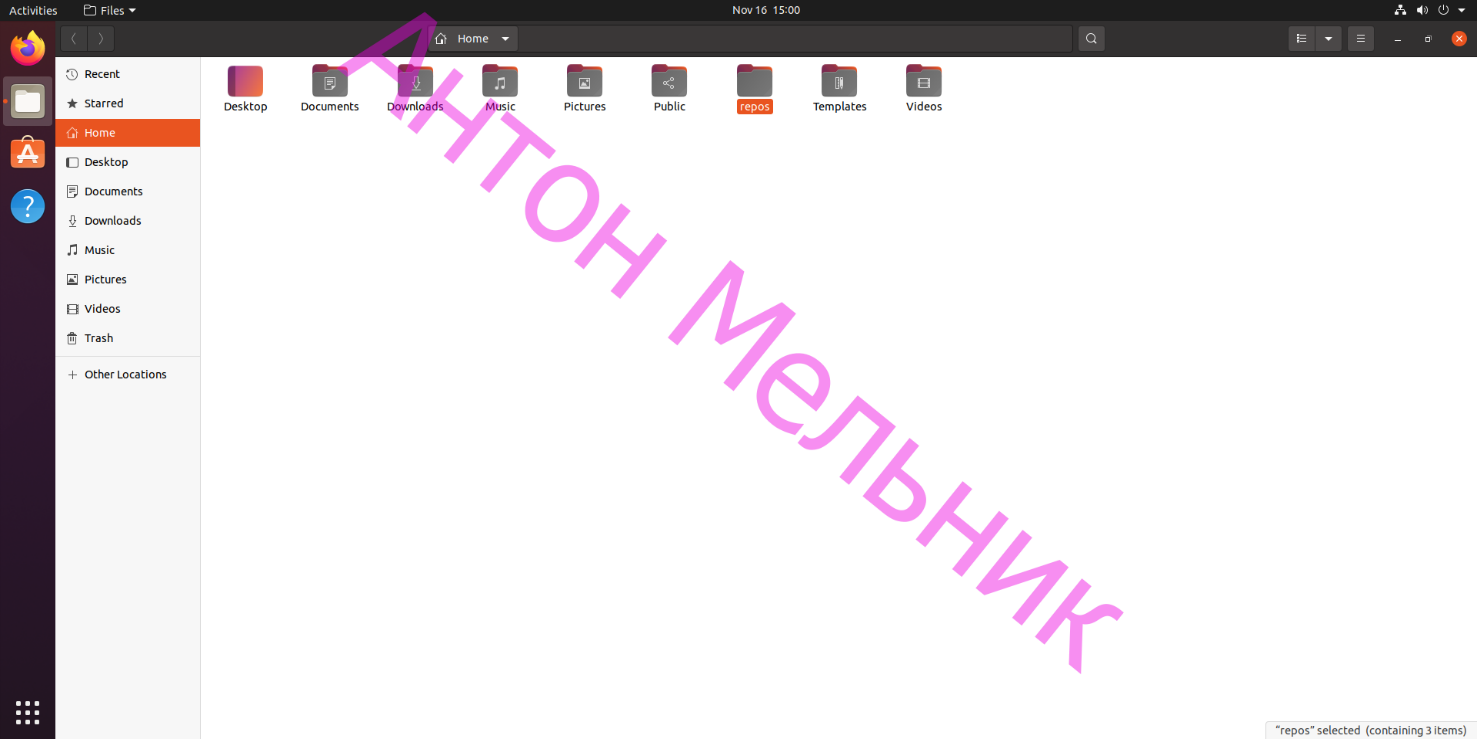 Activities
Files
Nov 16 15:00
Home
Recent
Starred
Home
Desktop
Documents
Downloads
Music
Pictures
Videos
Trash
Other Locations
Desktop
Documents
Downloads
Music
Pictures
Public
repos
Templates
Videos
Антон Мельник
“repos” selected (containing 3 items)